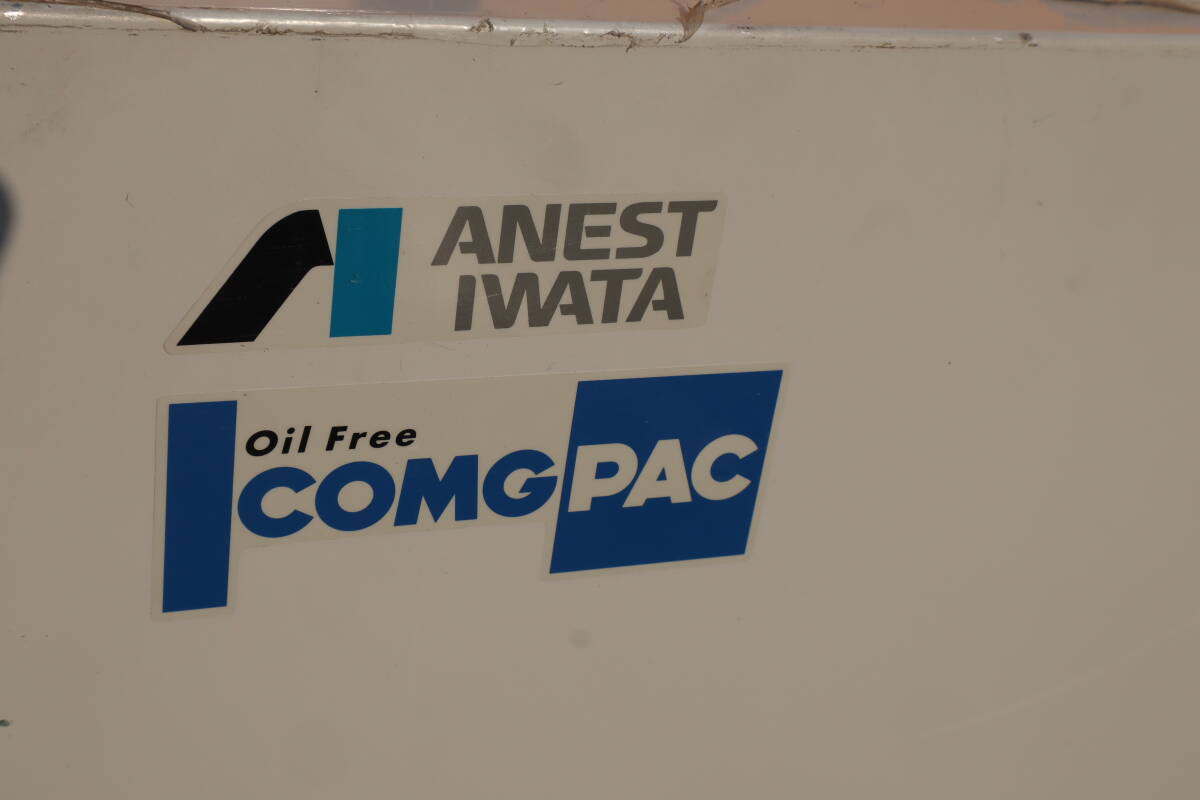 ANEST
IWATA
Oil Free
COMGPAC